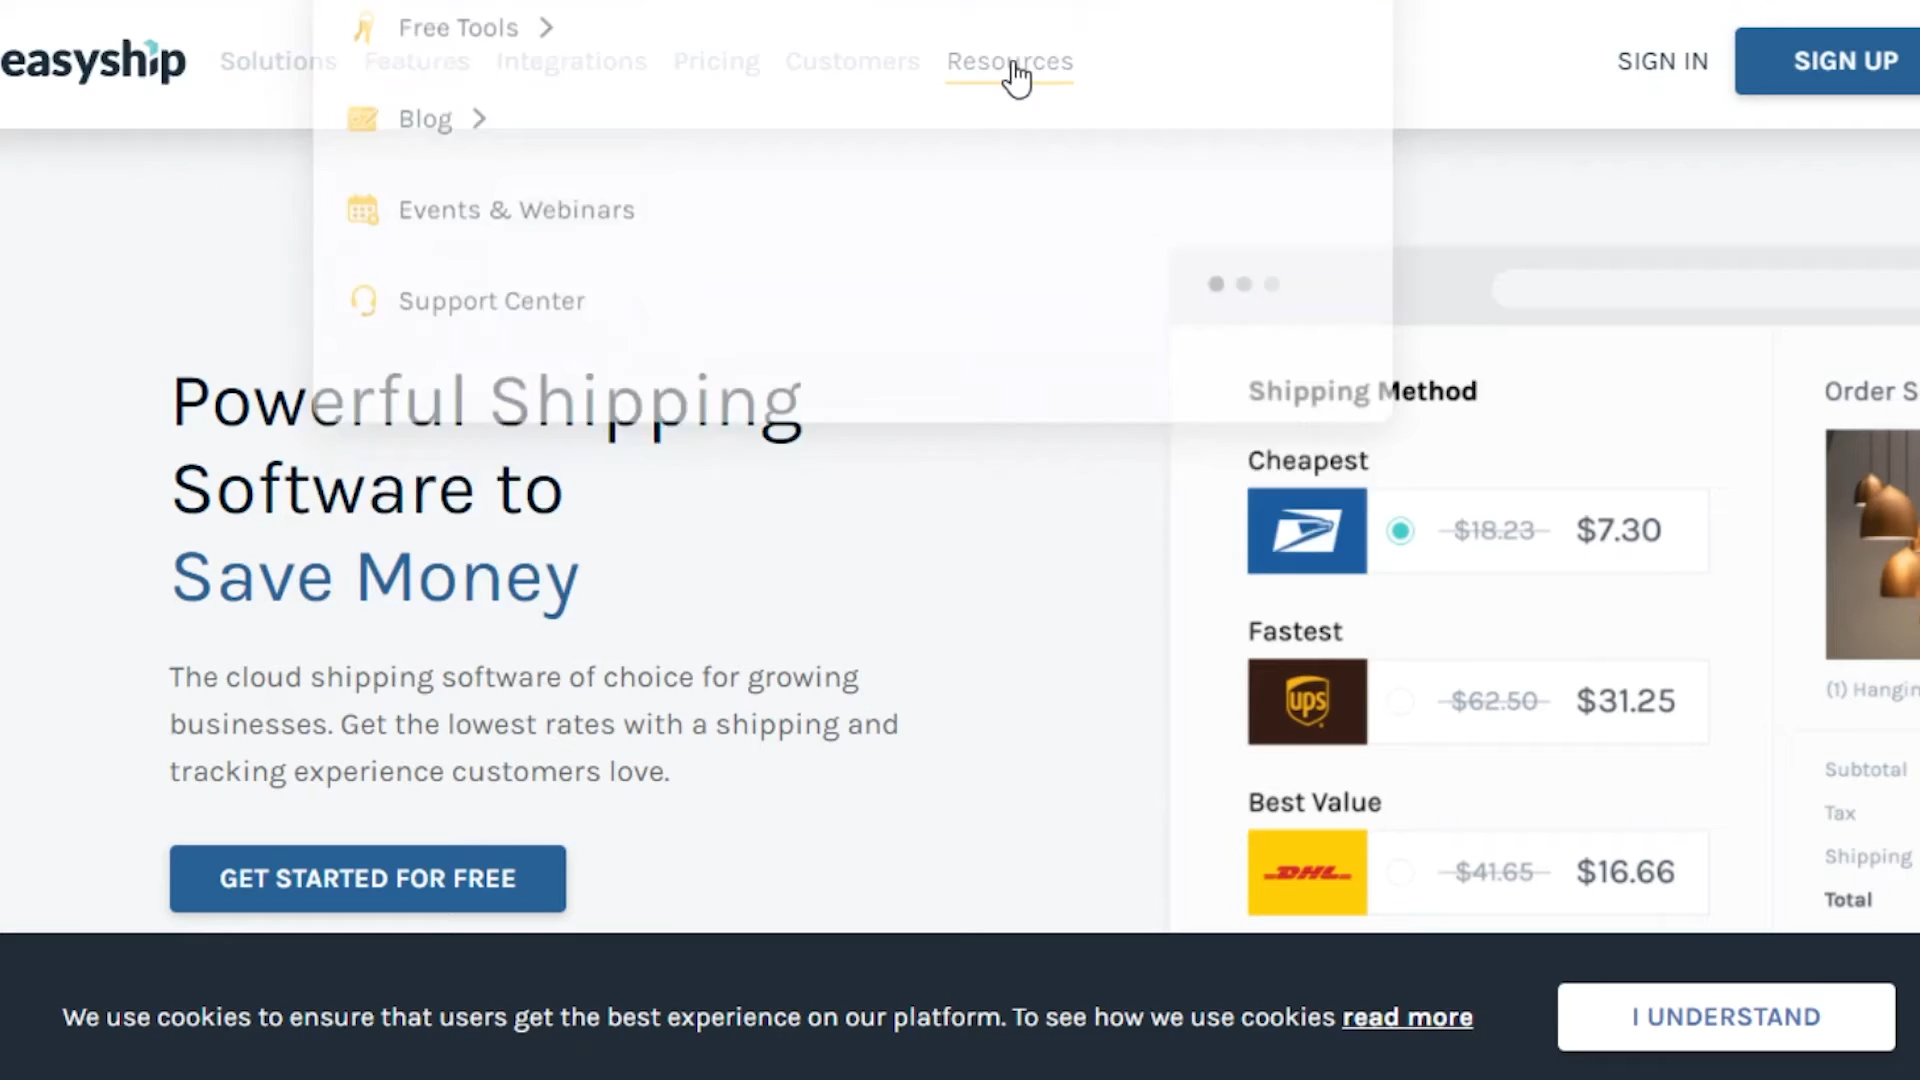 easyship
Solutions
Features
Integrations
Pricing
Customers
Resources
SIGN IN
SIGN UP
Free Tools
Blog
Events & Webinars
Support Center
Powerful Shipping
Software to
Save Money
The cloud shipping software of choice for growing
businesses. Get the lowest rates with a shipping and
tracking experience customers love.
GET STARTED FOR FREE
Shipping Method
Cheapest
$18.23 $7.30
Fastest
ups
$62.50 $31.25
Best Value
DHL
$41.65 $16.66
Order S
(1) Hangin
Subtotal
Tax
Shipping
Total
We use cookies to ensure that users get the best experience on our platform. To see how we use cookies read more
I UNDERSTAND